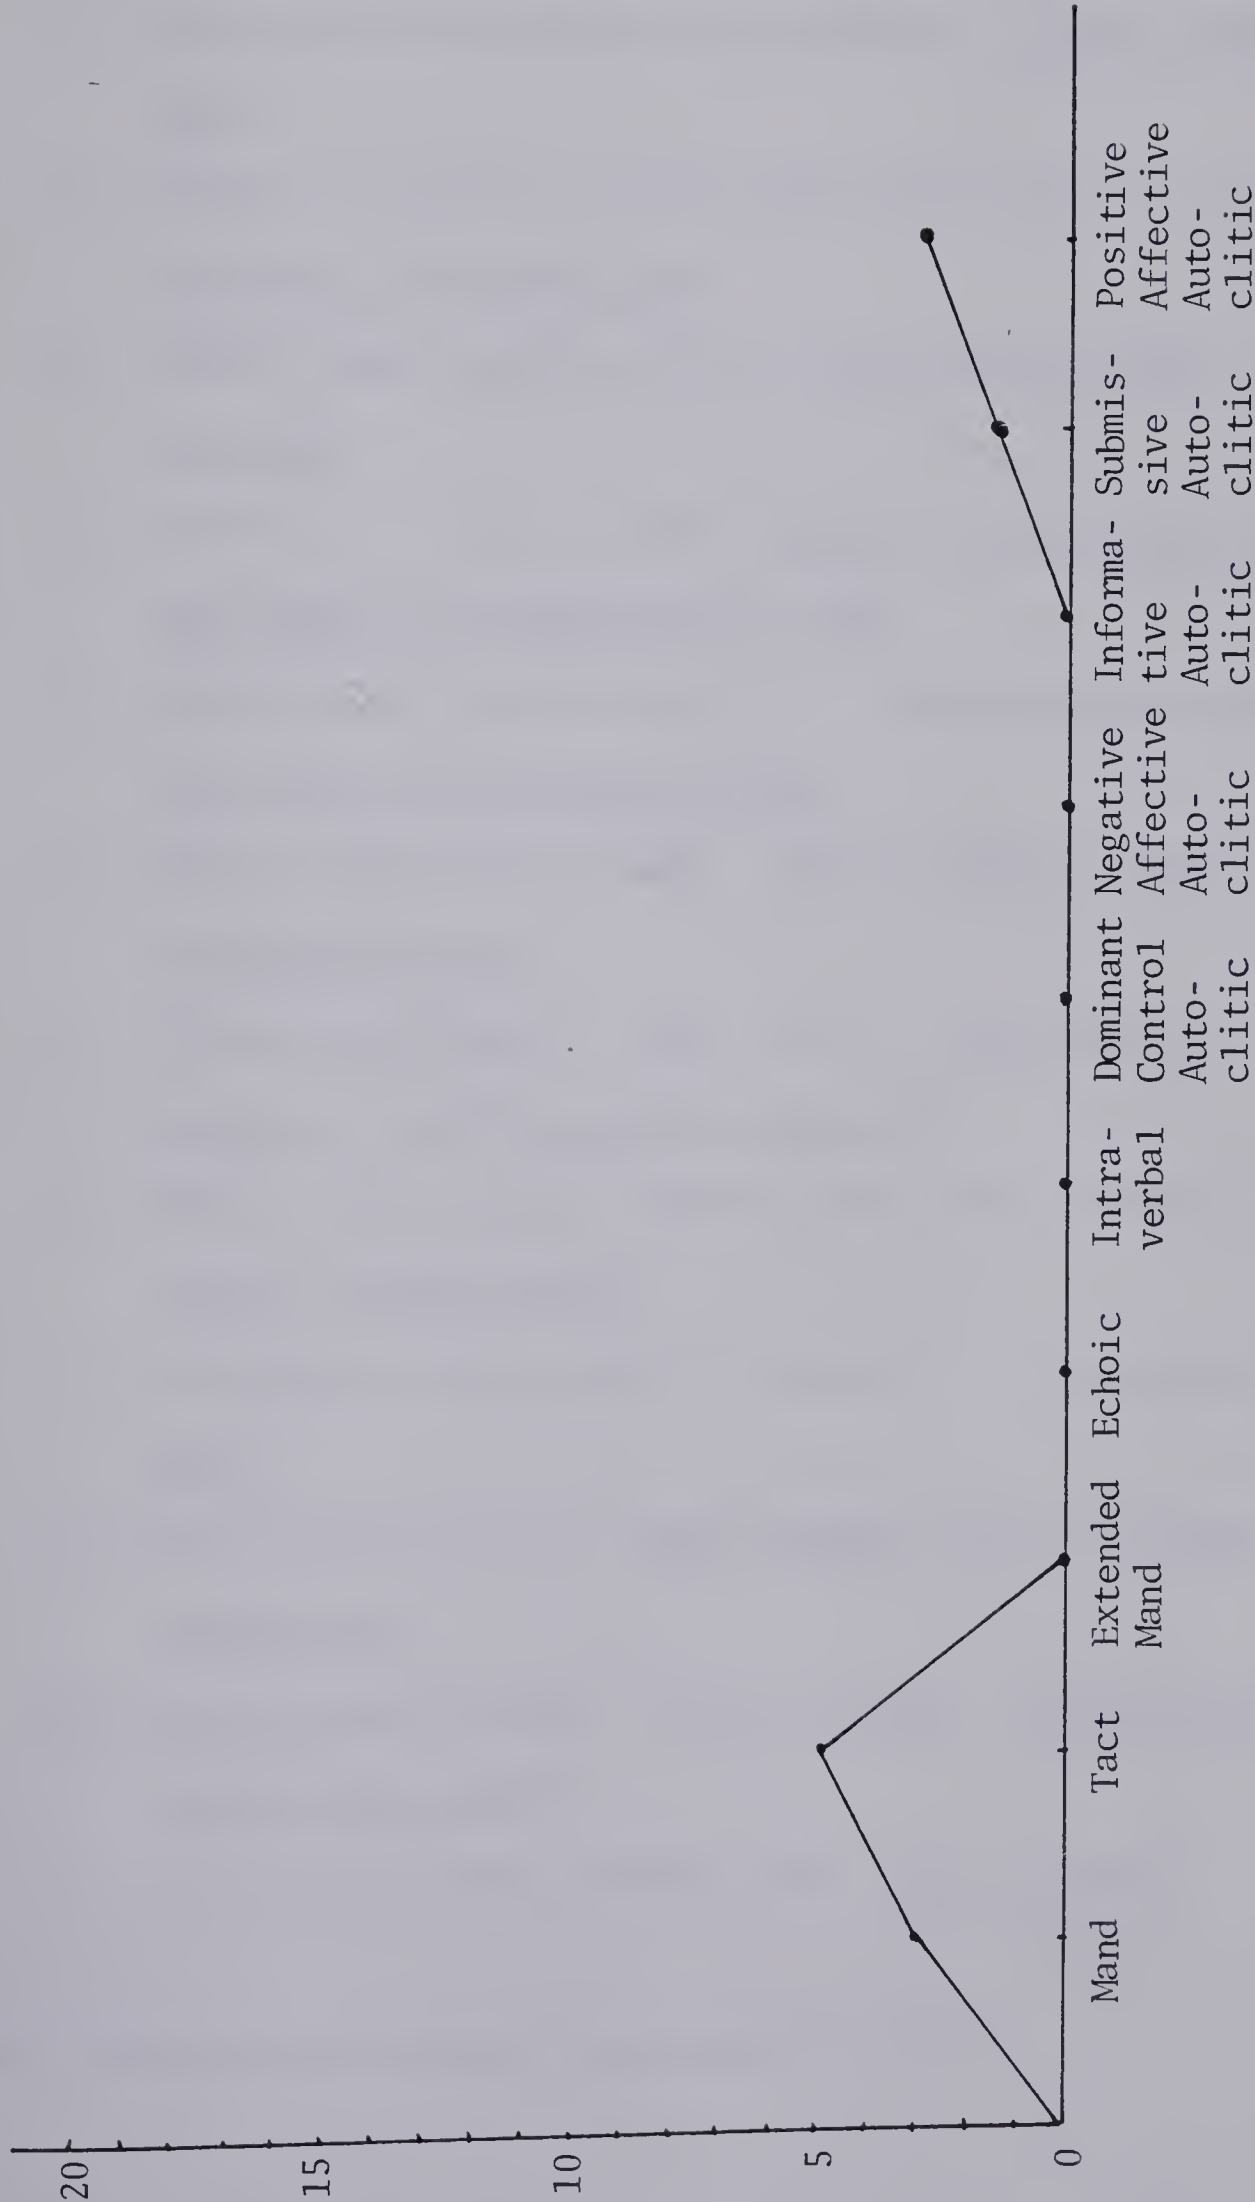 20
15
10
5
0
Mand
Tact
Extended
Mand
Echoic
Intra-
verbal
Dominant
Control
Auto-
clitic
Negative
Affective
Auto-
clitic
Informa-
tive
Auto-
clitic
Submis-
sive
Auto-
clitic
Positive
Affective
Auto-
clitic